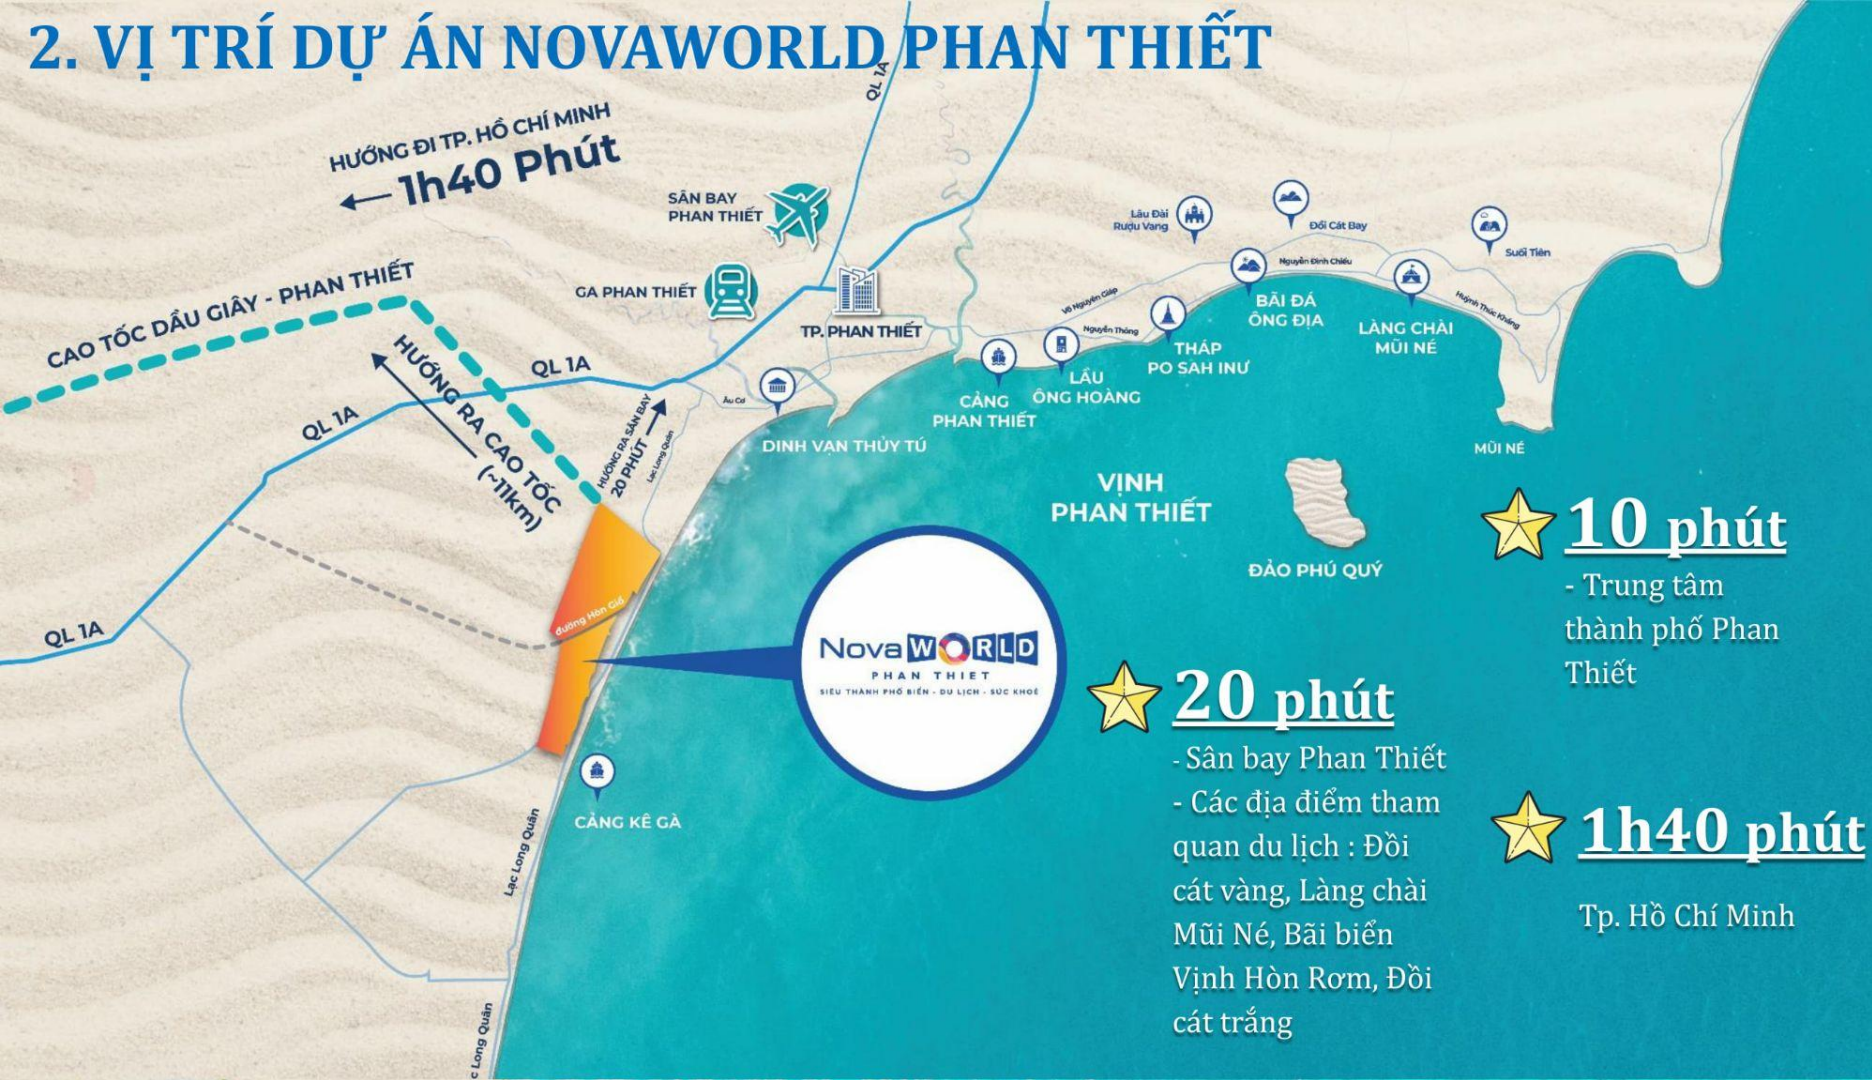 2. VỊ TRÍ DỰ ÁN NOVAWORLD PHAN THIẾT
QL 1A
HƯỚNG ĐI TP. HỒ CHÍ MINH
1h40 Phút
SÂN BAY
PHAN THIẾT
Lâu Đài
Rượu Vang
Đồi Cát Bay
Suối Tiên
CAO TỐC DẦU GIÂY - PHAN THIẾT
GA PHAN THIẾT
TP. PHAN THIẾT
Võ Nguyên Giáp
Nguyễn Thông
Nguyễn Đình Chiểu
Huỳnh Thúc Kháng
BÃI ĐÁ
ÔNG ĐỊA
LÀNG CHÀI
MŨI NÉ
THÁP
PO SAH INƯ
LẦU
ÔNG HOÀNG
CẢNG
PHAN THIẾT
HƯỚNG RA CAO TỐC
(~11km)
QL 1A
QL 1A
QL 1A
HƯỚNG RA SÂN BAY
20 PHÚT
Lạc Long Quân
Âu Cơ
DINH VẠN THỦY TÚ
MŨI NÉ
VỊNH
PHAN THIẾT
ĐẢO PHÚ QUÝ
đường Hòn Giồ
NovaWORLD
PHAN THIET
SIÊU THÀNH PHỐ BIỂN - DU LỊCH - SỨC KHOẺ
CẢNG KÊ GÀ
Lạc Long Quân
c Long Quân
10 phút
- Trung tâm
thành phố Phan
Thiết
20 phút
- Sân bay Phan Thiết
- Các địa điểm tham
quan du lịch : Đồi
cát vàng, Làng chài
Mũi Né, Bãi biển
Vịnh Hòn Rơm, Đồi
cát trắng
1h40 phút
Tp. Hồ Chí Minh